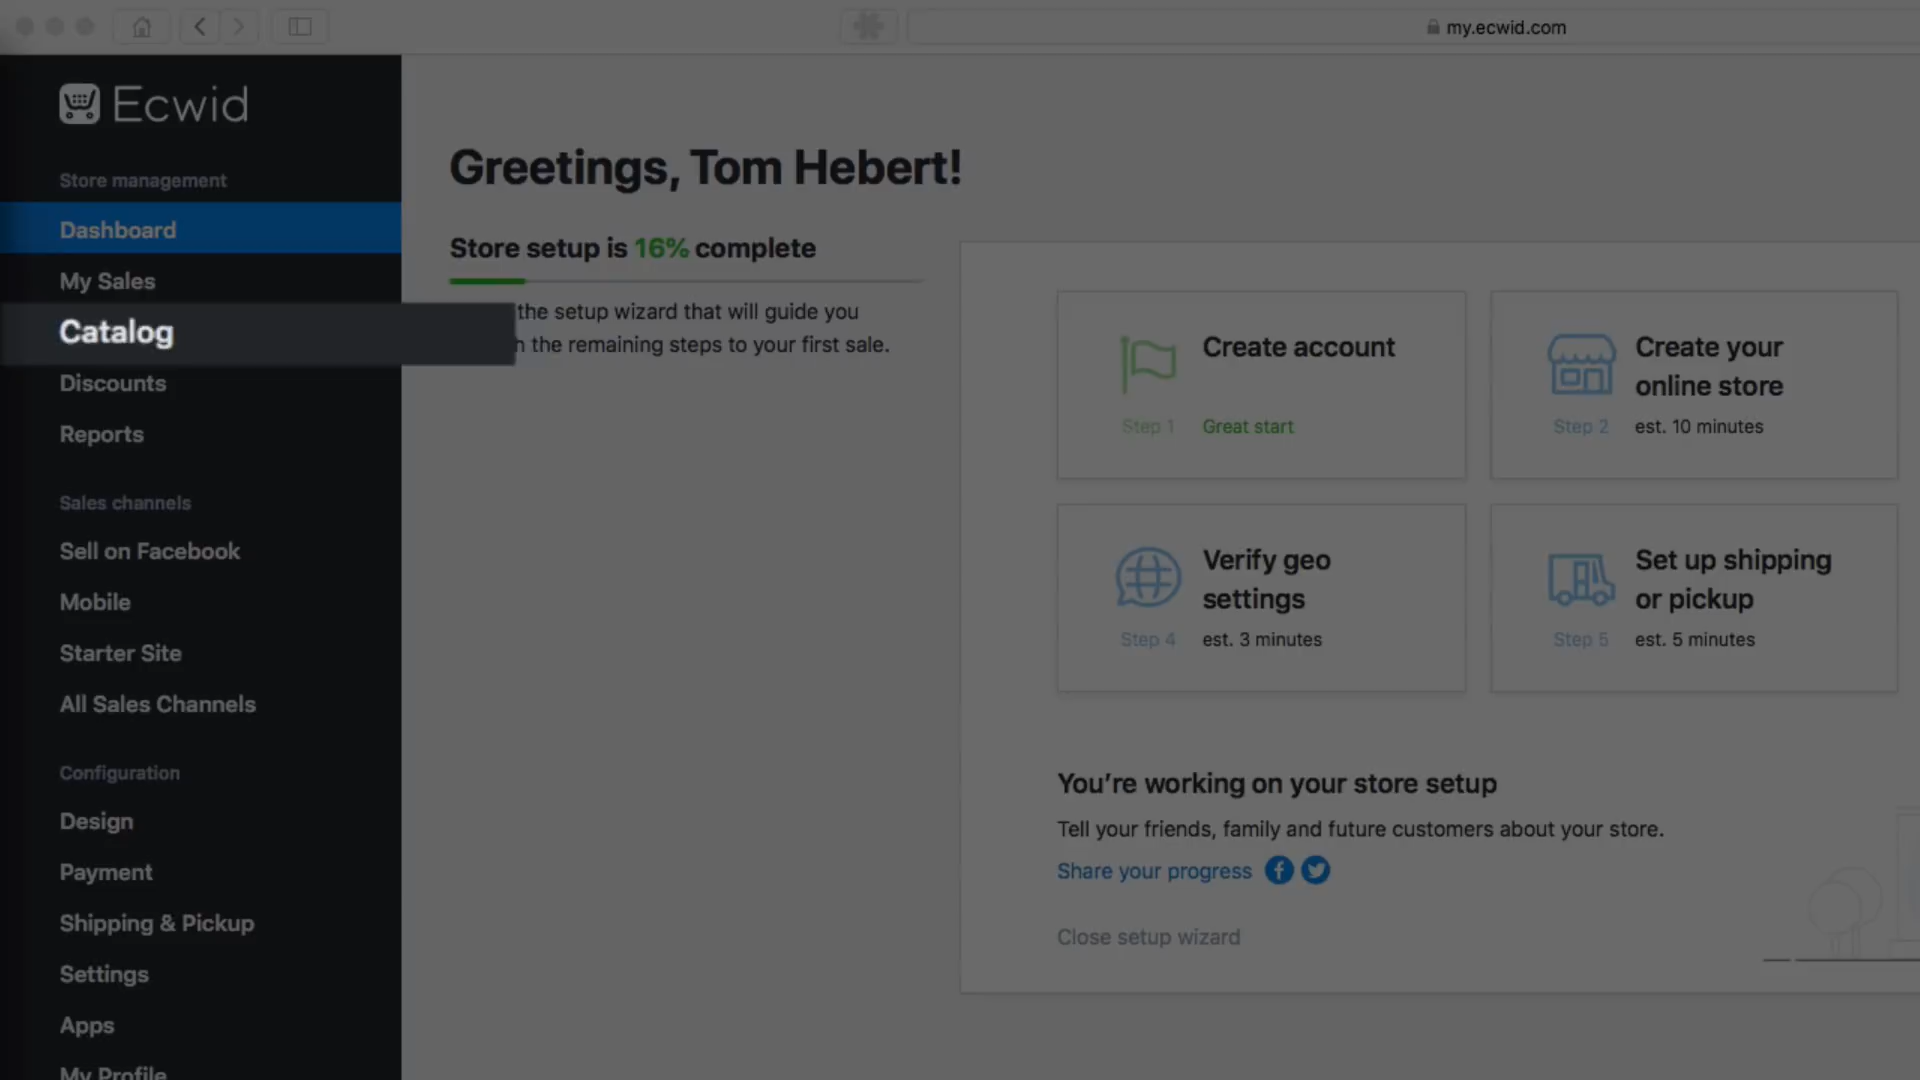 my.ecwid.com
Ecwid
Store management
Dashboard
My Sales
Catalog
Discounts
Reports
Sales channels
Sell on Facebook
Mobile
Starter Site
All Sales Channels
Configuration
Design
Payment
Shipping & Pickup
Settings
Apps
My Profile
Greetings, Tom Hebert!
Store setup is 16% complete
the setup wizard that will guide you
the remaining steps to your first sale.
Create account
Step 1 Great start
Create your
online store
Step 2 est. 10 minutes
Verify geo
settings
Step 4 est. 3 minutes
Set up shipping
or pickup
Step 5 est. 5 minutes
You're working on your store setup
Tell your friends, family and future customers about your store.
Share your progress
Close setup wizard